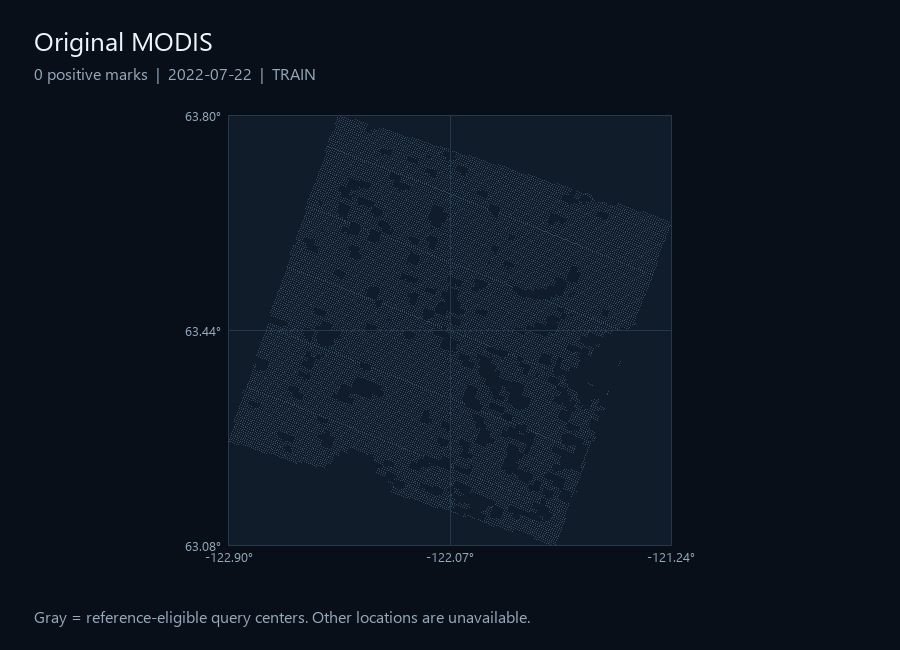 Original MODIS
0 positive marks | 2022-07-22 | TRAIN
63.80°
63.44°
63.08°
-122.90°
-122.07°
-121.24°
Gray = reference-eligible query centers. Other locations are unavailable.